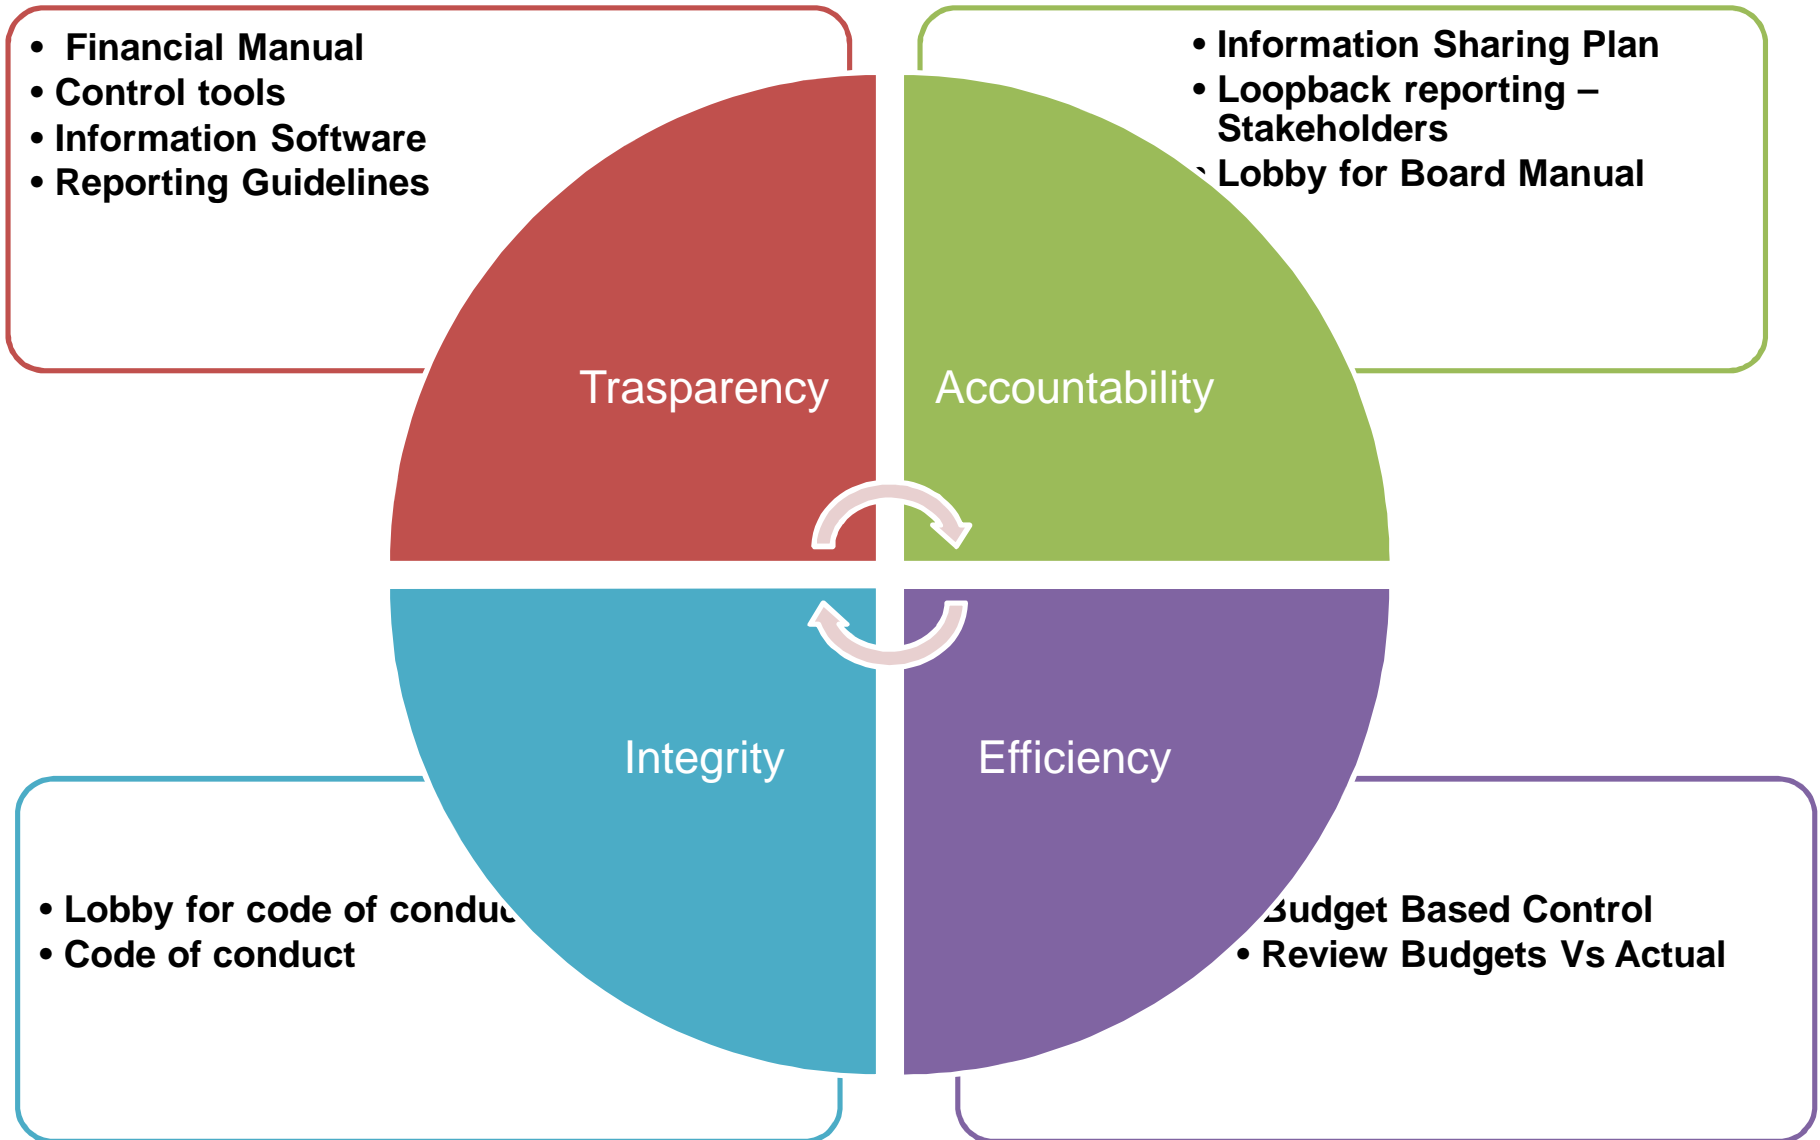 • Financial Manual
• Control tools
• Information Software
• Reporting Guidelines
• Information Sharing Plan
• Loopback reporting –
Stakeholders
• Lobby for Board Manual
Trasparency
Accountability
Integrity
Efficiency
• Lobby for code of
• Code of conduct
Budget Based Control
• Review Budgets Vs Actual